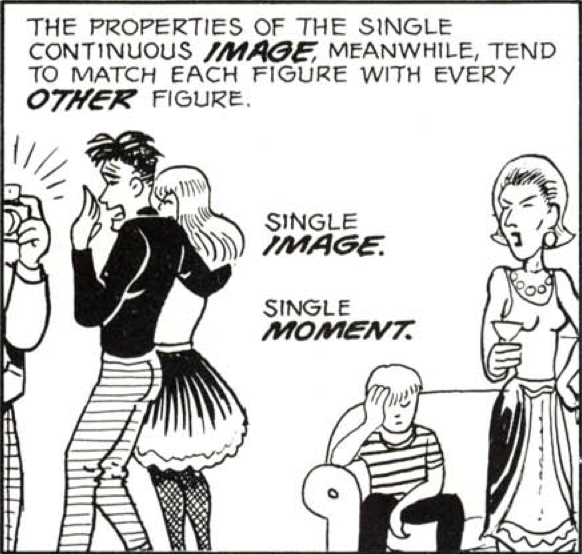 THE PROPERTIES OF THE SINGLE
CONTINUOUS IMAGE, MEANWHILE, TEND
TO MATCH EACH FIGURE WITH EVERY
OTHER FIGURE.
SINGLE
IMAGE.
SINGLE
MOMENT.